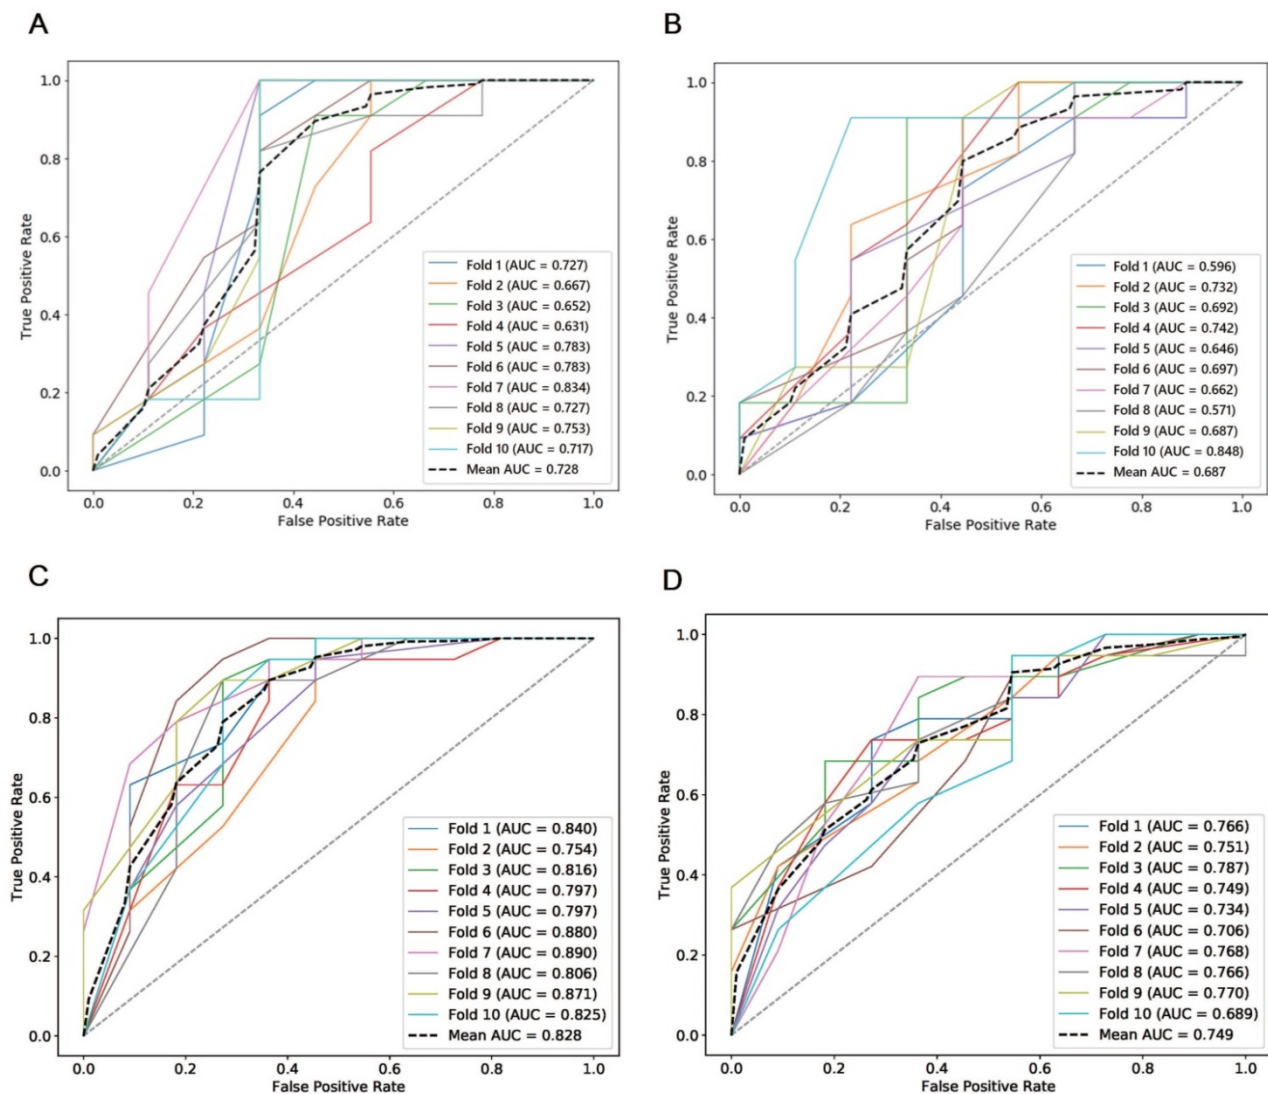 A
1.0
0.8
0.6
0.4
0.2
0.0
True Positive Rate
0.0 0.2 0.4 0.6 0.8 1.0
False Positive Rate
Fold 1 (AUC = 0.727)
Fold 2 (AUC = 0.667)
Fold 3 (AUC = 0.652)
Fold 4 (AUC = 0.631)
Fold 5 (AUC = 0.783)
Fold 6 (AUC = 0.783)
Fold 7 (AUC = 0.834)
Fold 8 (AUC = 0.727)
Fold 9 (AUC = 0.753)
Fold 10 (AUC = 0.717)
Mean AUC = 0.728
B
1.0
0.8
0.6
0.4
0.2
0.0
True Positive Rate
0.0 0.2 0.4 0.6 0.8 1.0
False Positive Rate
Fold 1 (AUC = 0.596)
Fold 2 (AUC = 0.732)
Fold 3 (AUC = 0.692)
Fold 4 (AUC = 0.742)
Fold 5 (AUC = 0.646)
Fold 6 (AUC = 0.697)
Fold 7 (AUC = 0.662)
Fold 8 (AUC = 0.571)
Fold 9 (AUC = 0.687)
Fold 10 (AUC = 0.848)
Mean AUC = 0.687
C
1.0
0.8
0.6
0.4
0.2
0.0
True Positive Rate
0.0 0.2 0.4 0.6 0.8 1.0
False Positive Rate
Fold 1 (AUC = 0.840)
Fold 2 (AUC = 0.754)
Fold 3 (AUC = 0.816)
Fold 4 (AUC = 0.797)
Fold 5 (AUC = 0.797)
Fold 6 (AUC = 0.880)
Fold 7 (AUC = 0.890)
Fold 8 (AUC = 0.806)
Fold 9 (AUC = 0.871)
Fold 10 (AUC = 0.825)
Mean AUC = 0.828
D
1.0
0.8
0.6
0.4
0.2
0.0
True Positive Rate
0.0 0.2 0.4 0.6 0.8 1.0
False Positive Rate
Fold 1 (AUC = 0.766)
Fold 2 (AUC = 0.751)
Fold 3 (AUC = 0.787)
Fold 4 (AUC = 0.749)
Fold 5 (AUC = 0.734)
Fold 6 (AUC = 0.706)
Fold 7 (AUC = 0.768)
Fold 8 (AUC = 0.766)
Fold 9 (AUC = 0.770)
Fold 10 (AUC = 0.689)
Mean AUC = 0.749